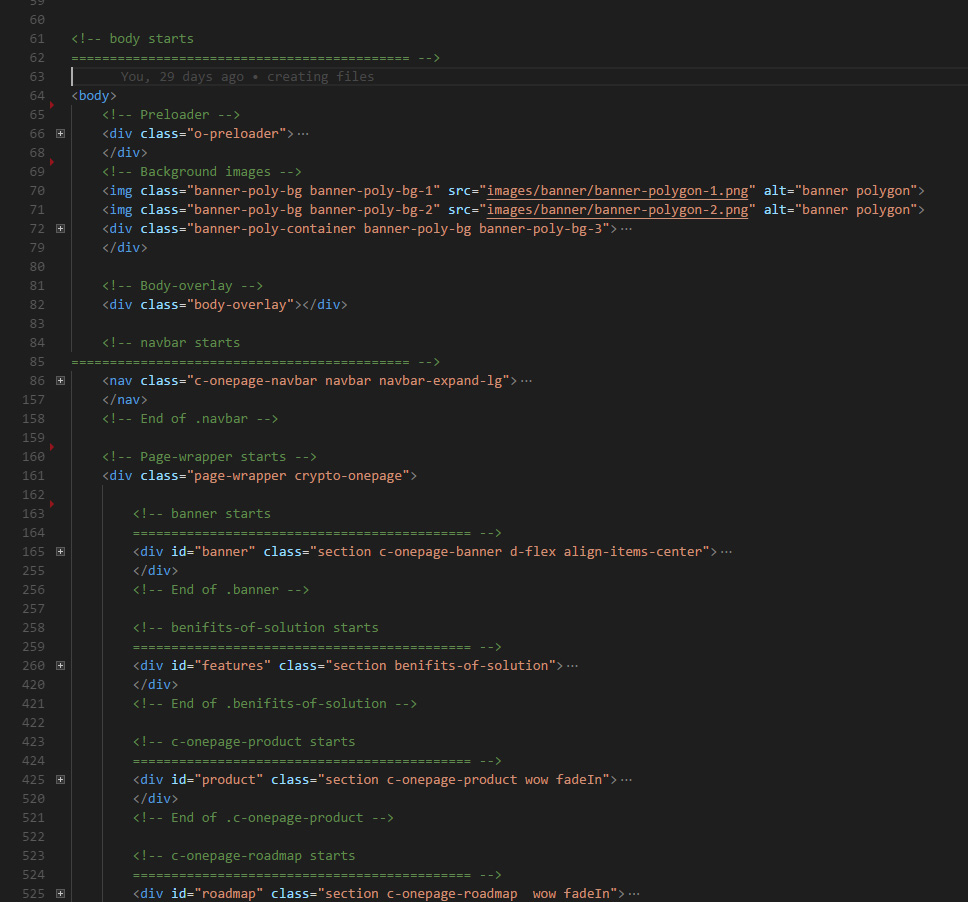 59
60
61 <!-- body starts
62 ============================================ -->
63 You, 29 days ago • creating files
64 <body>
65 <!-- Preloader -->
66 <div class="o-preloader">…
68 </div>
69 <!-- Background images -->
70 <img class="banner-poly-bg banner-poly-bg-1" src="images/banner/banner-polygon-1.png" alt="banner polygon">
71 <img class="banner-poly-bg banner-poly-bg-2" src="images/banner/banner-polygon-2.png" alt="banner polygon">
72 <div class="banner-poly-container banner-poly-bg banner-poly-bg-3">…
79 </div>
80
81 <!-- Body-overlay -->
82 <div class="body-overlay"></div>
83
84 <!-- navbar starts
85 ============================================ -->
86 <nav class="c-onepage-navbar navbar navbar-expand-lg">…
157 </nav>
158 <!-- End of .navbar -->
159
160 <!-- Page-wrapper starts -->
161 <div class="page-wrapper crypto-onepage">
162
163 <!-- banner starts
164 ============================================ -->
165 <div id="banner" class="section c-onepage-banner d-flex align-items-center">…
255 </div>
256 <!-- End of .banner -->
257
258 <!-- benifits-of-solution starts
259 ============================================ -->
260 <div id="features" class="section benifits-of-solution">…
420 </div>
421 <!-- End of .benifits-of-solution -->
422
423 <!-- c-onepage-product starts
424 ============================================ -->
425 <div id="product" class="section c-onepage-product wow fadeIn">…
520 </div>
521 <!-- End of .c-onepage-product -->
522
523 <!-- c-onepage-roadmap starts
524 ============================================ -->
525 <div id="roadmap" class="section c-onepage-roadmap  wow fadeIn">…